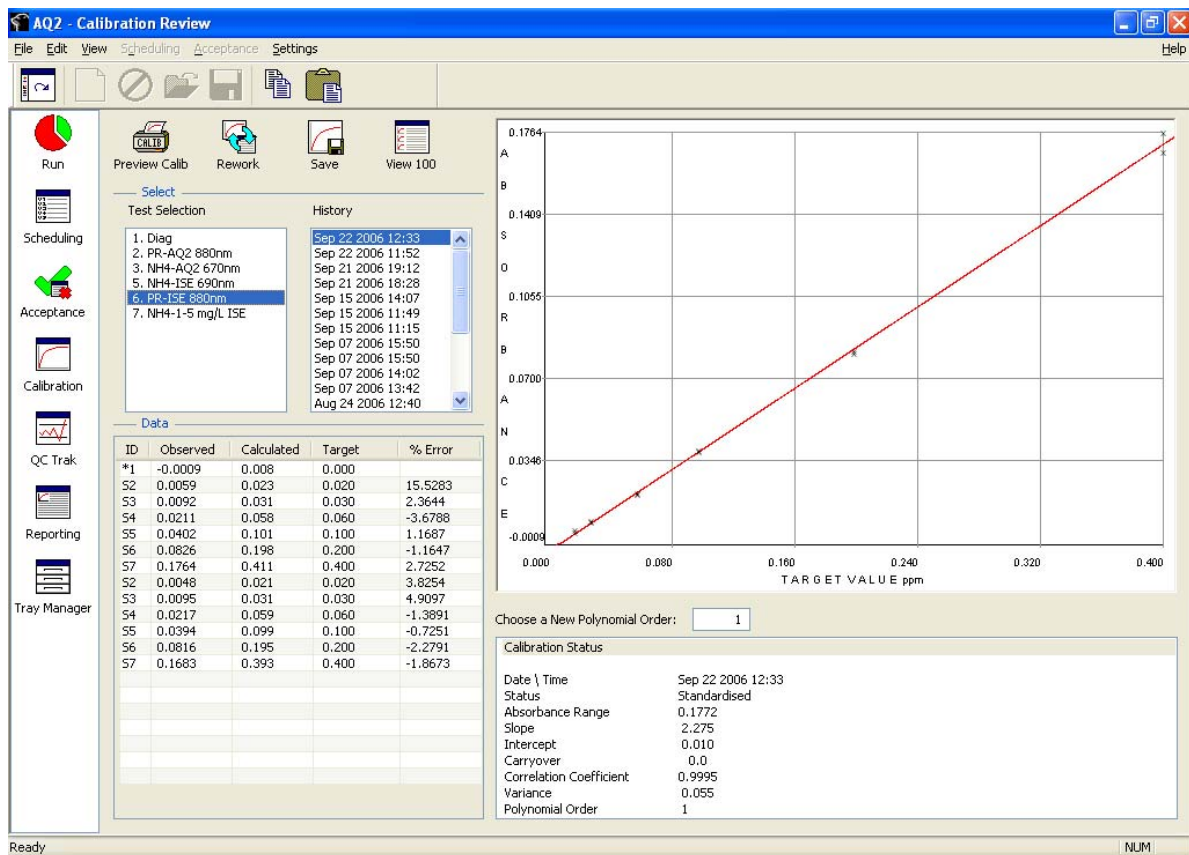 AQ2 - Calibration Review
File Edit View Scheduling Acceptance Settings Help
Run
Scheduling
Acceptance
Calibration
QC Trak
Reporting
Tray Manager
CALIB
Preview Calib Rework Save View 100
Select
Test Selection History
1. Diag
2. PR-AQ2 880nm
3. NH4-AQ2 670nm
5. NH4-ISE 690nm
6. PR-ISE 880nm
7. NH4-1-5 mg/L ISE
Sep 22 2006 12:33
Sep 22 2006 11:52
Sep 21 2006 19:12
Sep 21 2006 18:28
Sep 15 2006 14:07
Sep 15 2006 11:49
Sep 15 2006 11:15
Sep 07 2006 15:50
Sep 07 2006 15:50
Sep 07 2006 14:02
Sep 07 2006 13:42
Aug 24 2006 12:40
Data
ID Observed Calculated Target % Error
*1 -0.0009 0.008 0.000
S2 0.0059 0.023 0.020 15.5283
S3 0.0092 0.031 0.030 2.3644
S4 0.0211 0.058 0.060 -3.6788
S5 0.0402 0.101 0.100 1.1687
S6 0.0826 0.198 0.200 -1.1647
S7 0.1764 0.411 0.400 2.7252
S2 0.0048 0.021 0.020 3.8254
S3 0.0095 0.031 0.030 4.9097
S4 0.0217 0.059 0.060 -1.3891
S5 0.0394 0.099 0.100 -0.7251
S6 0.0816 0.195 0.200 -2.2791
S7 0.1683 0.393 0.400 -1.8673
0.1764
0.1409
0.1055
0.0700
0.0346
-0.0009
ABSORBANCE
0.000 0.080 0.160 0.240 0.320 0.400
TARGET VALUE ppm
Choose a New Polynomial Order: 1
Calibration Status
Date \ Time Sep 22 2006 12:33
Status Standardised
Absorbance Range 0.1772
Slope 2.275
Intercept 0.010
Carryover 0.0
Correlation Coefficient 0.9995
Variance 0.055
Polynomial Order 1
Ready NUM